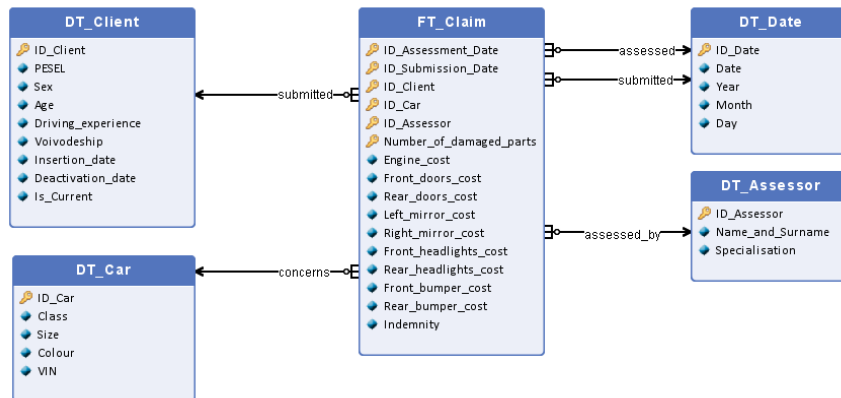 DT_Client
ID_Client
PESEL
Sex
Age
Driving_experience
Voivodeship
Insertion_date
Deactivation_date
Is_Current
submitted
FT_Claim
ID_Assessment_Date
ID_Submission_Date
ID_Client
ID_Car
ID_Assessor
Number_of_damaged_parts
Engine_cost
Front_doors_cost
Rear_doors_cost
Left_mirror_cost
Right_mirror_cost
Front_headlights_cost
Rear_headlights_cost
Front_bumper_cost
Rear_bumper_cost
Indemnity
assessed
submitted
DT_Date
ID_Date
Date
Year
Month
Day
assessed_by
DT_Assessor
ID_Assessor
Name_and_Surname
Specialisation
concerns
DT_Car
ID_Car
Class
Size
Colour
VIN